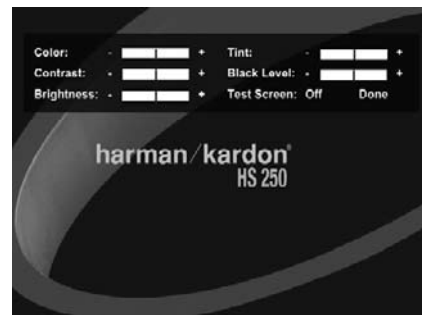 Color: - + Tint: - +
Contrast: - + Black Level: - +
Brightness: - + Test Screen: Off Done
harman/kardon®
HS 250